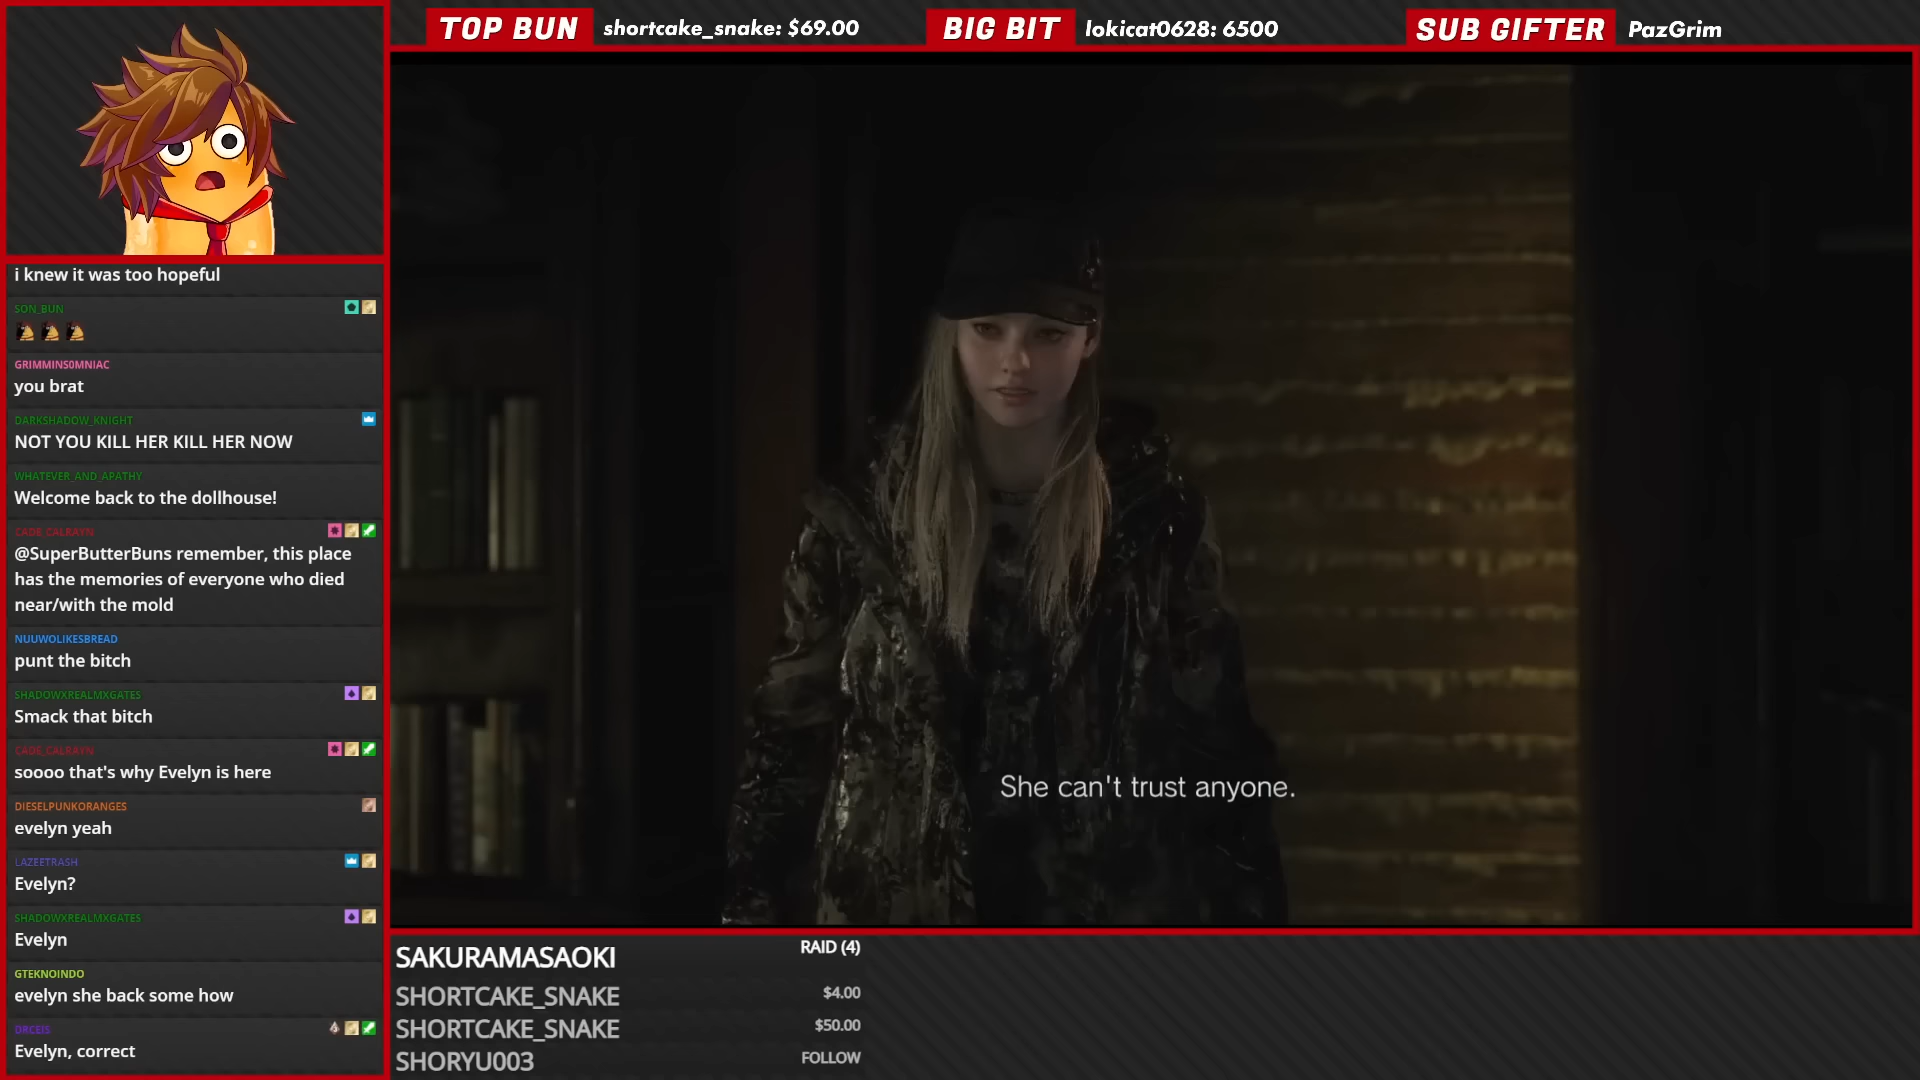 TOP BUN shortcake_snake: $69.00 BIG BIT lokicat0628: 6500 SUB GIFTER PazGrim
i knew it was too hopeful
SON_BUN
GRIMMINS0MNIAC
you brat
DARKSHADOW_KNIGHT
NOT YOU KILL HER KILL HER NOW
WHATEVER_AND_APATHY
Welcome back to the dollhouse!
CADE_CALRAYN
@SuperButterBuns remember, this place
has the memories of everyone who died
near/with the mold
NUUWOLIKESBREAD
punt the bitch
SHADOWXREALMXGATES
Smack that bitch
CADE_CALRAYN
soooo that's why Evelyn is here
DIESELPUNKORANGES
evelyn yeah
LAZEETRASH
Evelyn?
SHADOWXREALMXGATES
Evelyn
GTEKNOINDO
evelyn she back some how
DRCEIS
Evelyn, correct
She can't trust anyone.
SAKURAMASAOKI RAID (4)
SHORTCAKE_SNAKE $4.00
SHORTCAKE_SNAKE $50.00
SHORYU003 FOLLOW